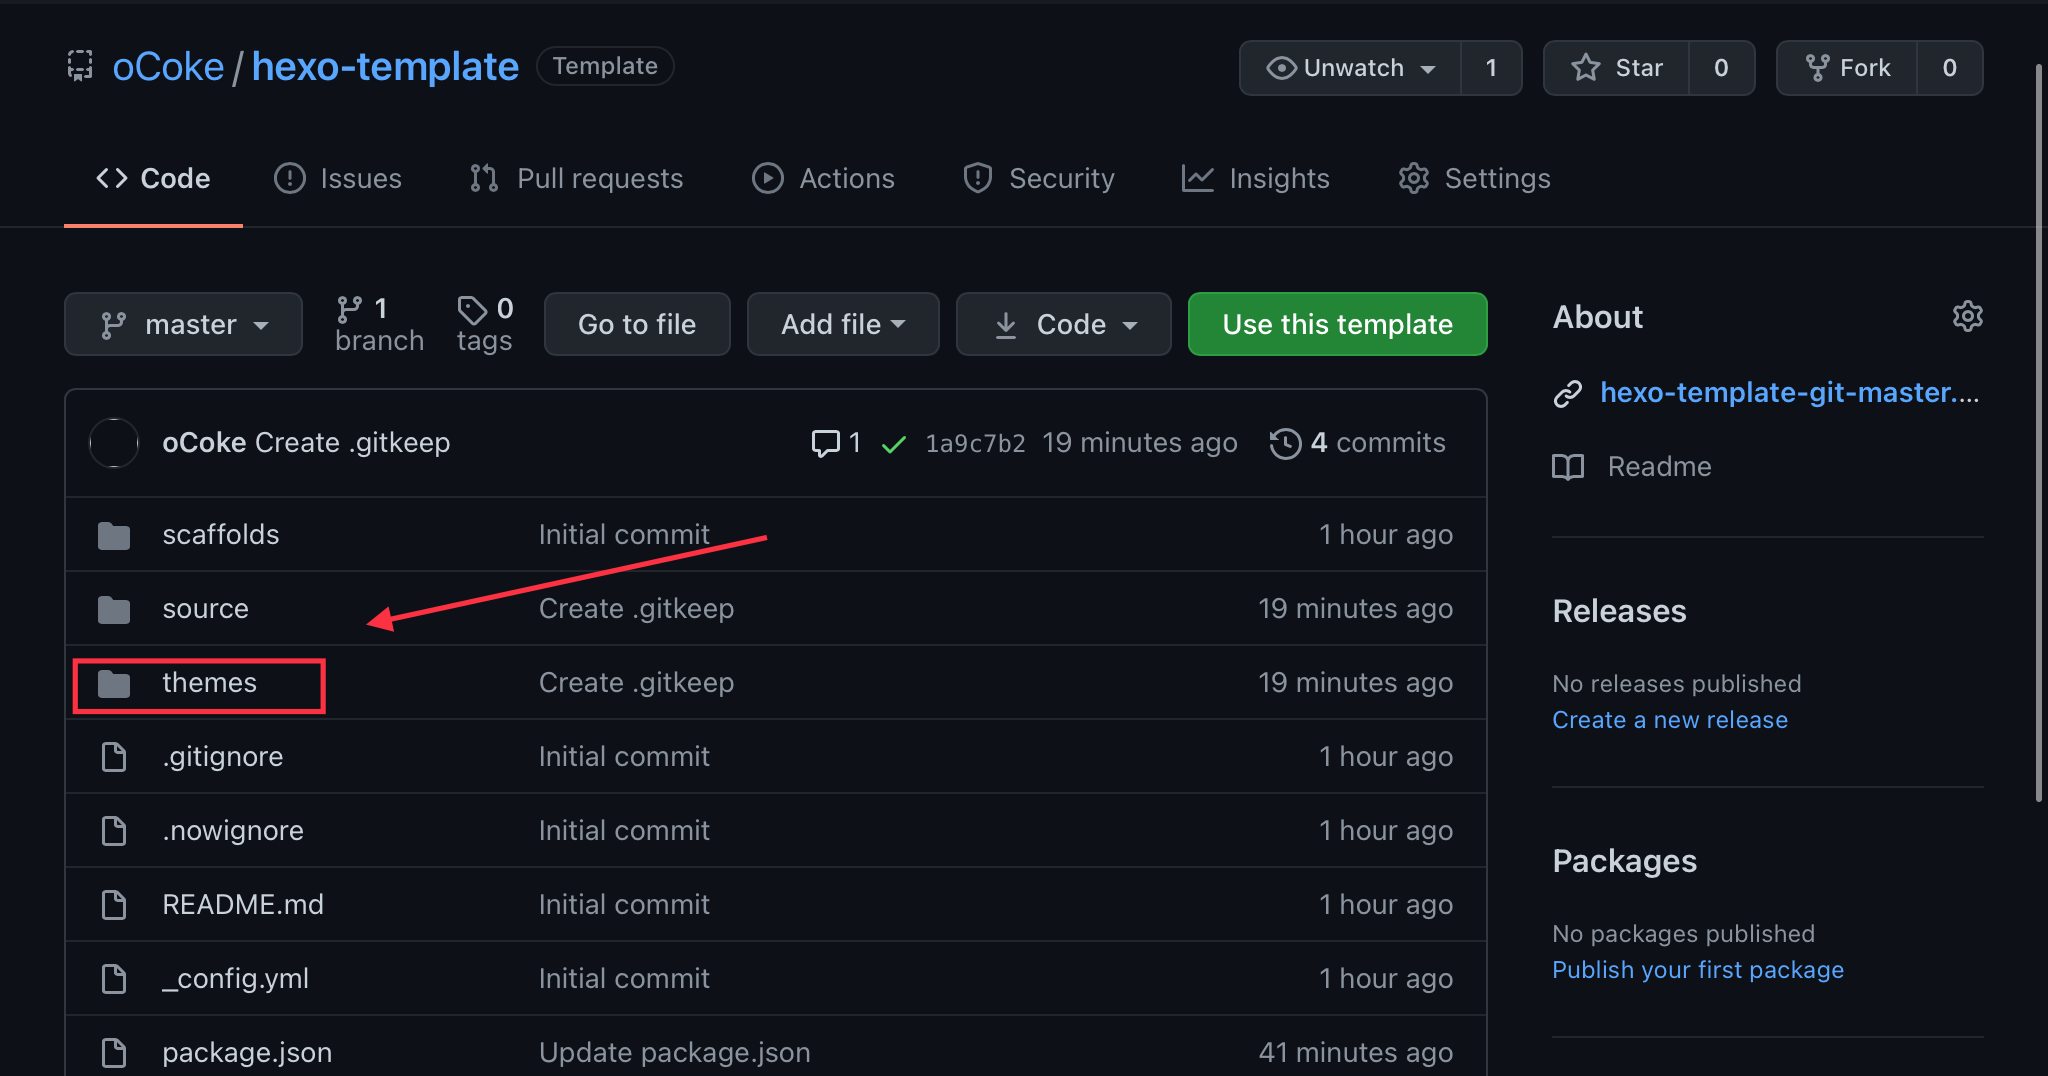 oCoke / hexo-template Template
Unwatch 1 Star 0 Fork 0
Code Issues Pull requests Actions Security Insights Settings
master 1 branch 0 tags Go to file Add file Code Use this template
oCoke Create .gitkeep 1 1a9c7b2 19 minutes ago 4 commits
scaffolds Initial commit 1 hour ago
source Create .gitkeep 19 minutes ago
themes Create .gitkeep 19 minutes ago
.gitignore Initial commit 1 hour ago
.nowignore Initial commit 1 hour ago
README.md Initial commit 1 hour ago
_config.yml Initial commit 1 hour ago
package.json Update package.json 41 minutes ago
About
hexo-template-git-master....
Readme
Releases
No releases published
Create a new release
Packages
No packages published
Publish your first package